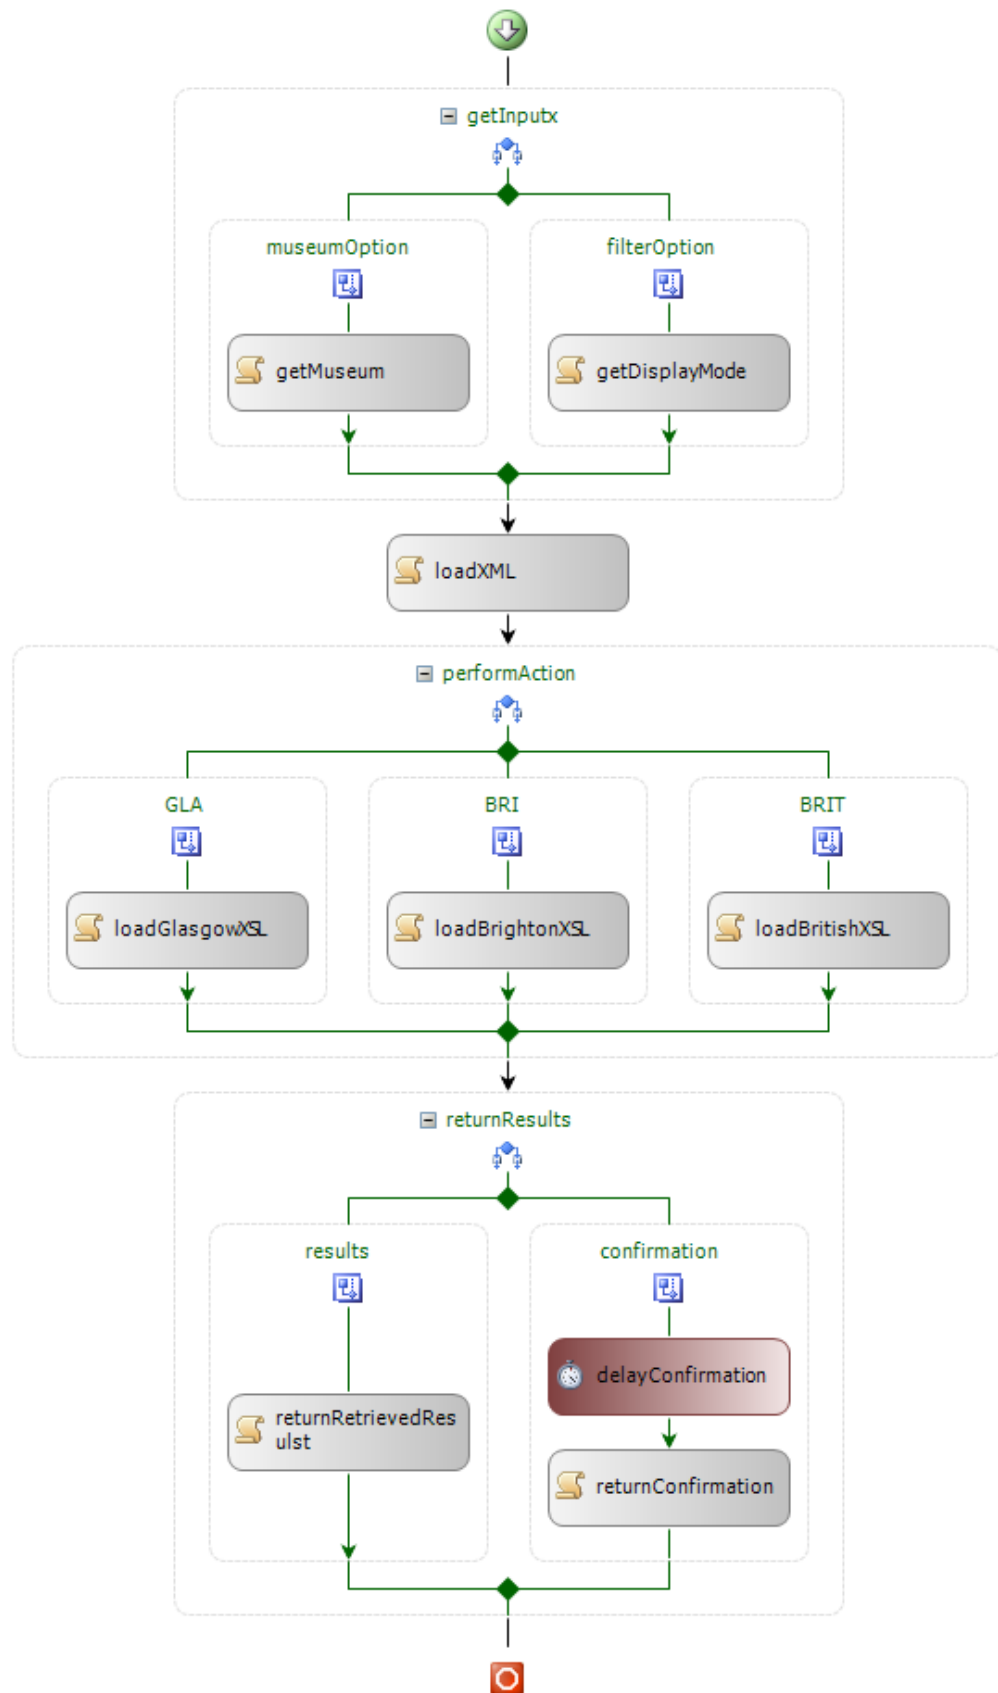 getInputx
museumOption
filterOption
getMuseum
getDisplayMode
loadXML
performAction
GLA
BRI
BRIT
loadGlasgowXSL
loadBrightonXSL
loadBritishXSL
returnResults
results
confirmation
delayConfirmation
returnRetrievedRes
ulst
returnConfirmation